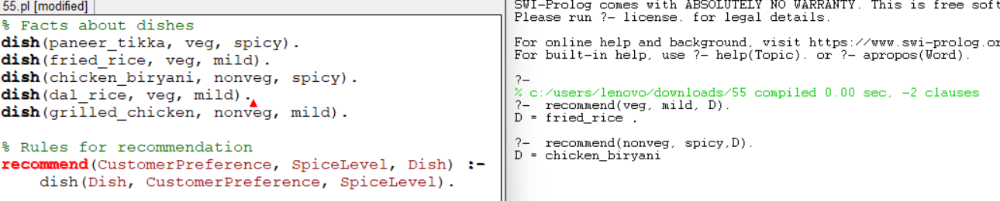 55.pl [modified]
% Facts about dishes
dish(paneer_tikka, veg, spicy).
dish(fried_rice, veg, mild).
dish(chicken_biryani, nonveg, spicy).
dish(dal_rice, veg, mild).
dish(grilled_chicken, nonveg, mild).
% Rules for recommendation
recommend(CustomerPreference, SpiceLevel, Dish) :-
dish(Dish, CustomerPreference, SpiceLevel).
SWI-Prolog comes with ABSOLUTELY NO WARRANTY. This is free soft
Please run ?- license. for legal details.
For online help and background, visit https://www.swi-prolog.or
For built-in help, use ?- help(Topic). or ?- apropos(Word).
?-
% c:/users/lenovo/downloads/55 compiled 0.00 sec, -2 clauses
?- recommend(veg, mild, D).
D = fried_rice ,
?- recommend(nonveg, spicy,D).
D = chicken_biryani